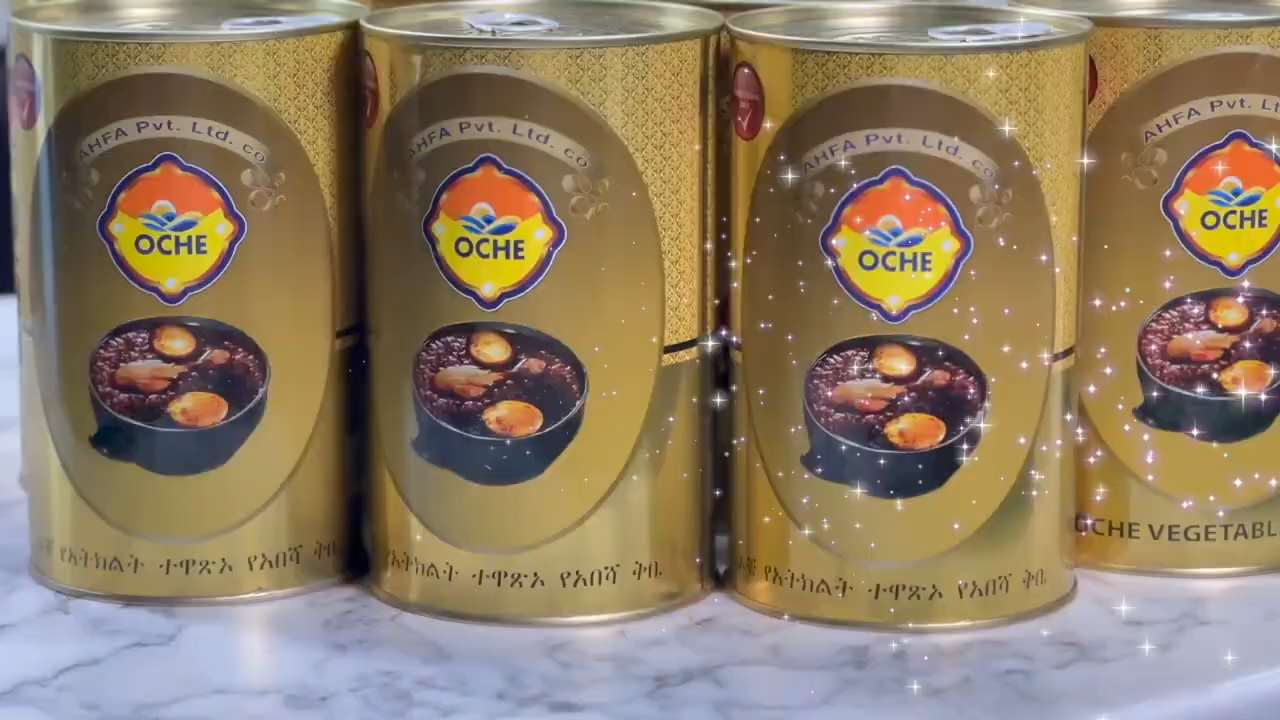 AHFA Pvt. Ltd. co
OCHE
የአትክልት ተዋጽኦ የአበሻ ቅቤ
AHFA Pvt. Ltd. co
OCHE
የአትክልት ተዋጽኦ የአበሻ ቅቤ
AHFA Pvt. Ltd. co
OCHE
የአትክልት ተዋጽኦ የአበሻ ቅቤ
AHFA Pvt.
OCHE
OCHE VEGETABL